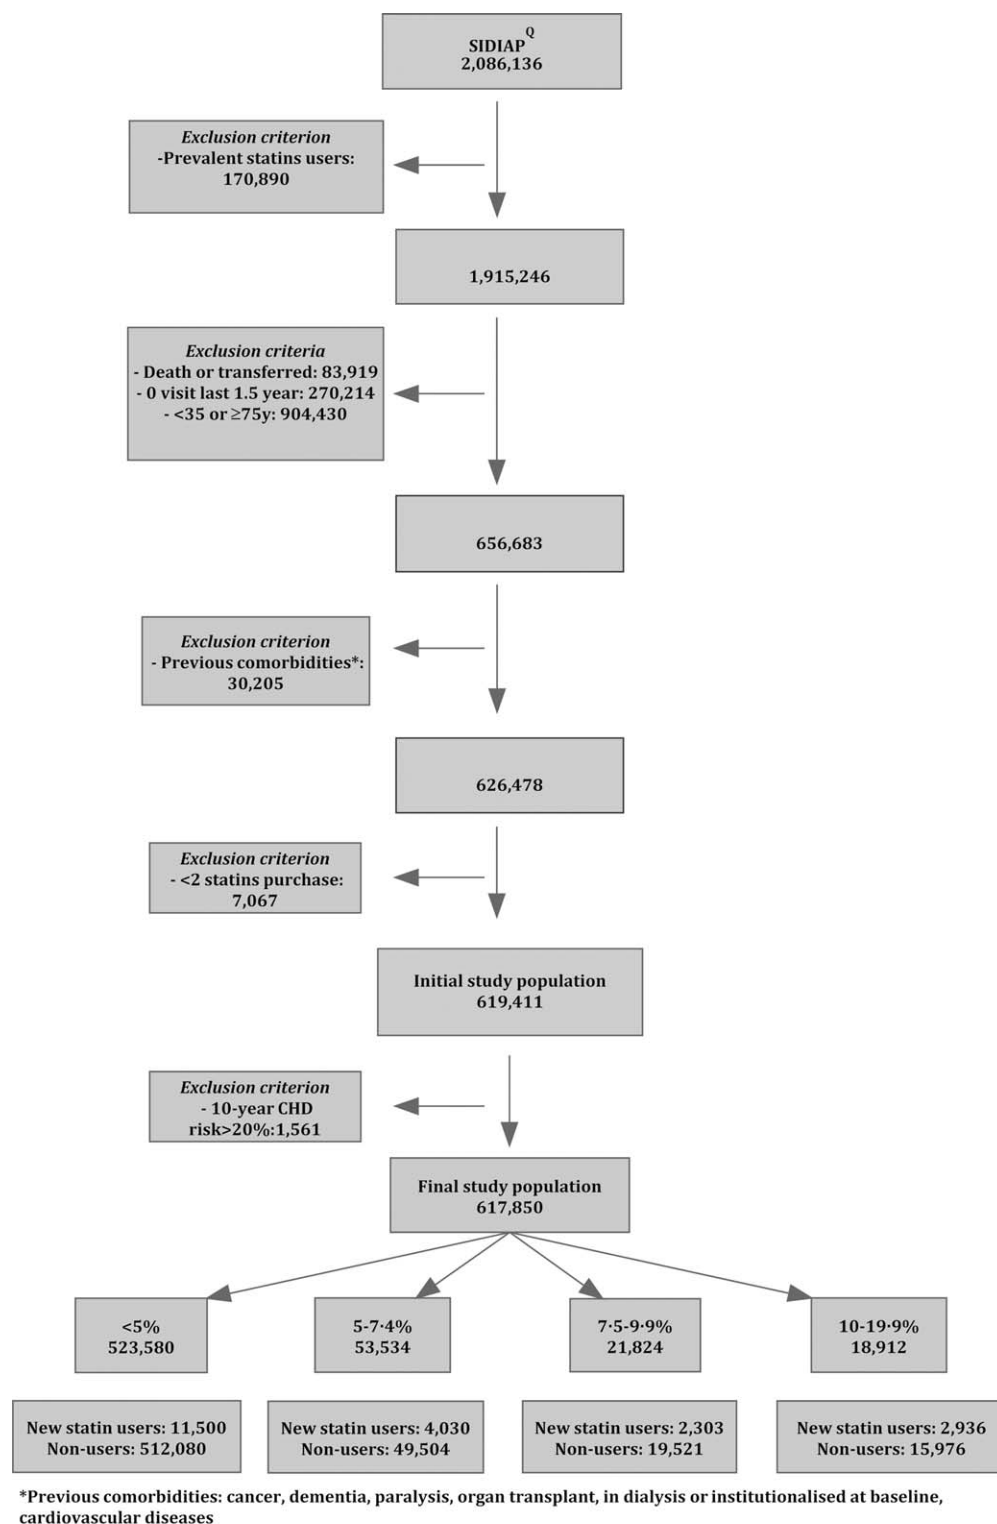 SIDIAP Q
2,086,136
Exclusion criterion
-Prevalent statins users:
170,890
1,915,246
Exclusion criteria
- Death or transferred: 83,919
- 0 visit last 1.5 year: 270,214
- <35 or ≥75y: 904,430
656,683
Exclusion criterion
- Previous comorbidities*:
30,205
626,478
Exclusion criterion
- <2 statins purchase:
7,067
Initial study population
619,411
Exclusion criterion
- 10-year CHD
risk>20%:1,561
Final study population
617,850
<5%
523,580
5-7·4%
53,534
7·5-9·9%
21,824
10-19·9%
18,912
New statin users: 11,500
Non-users: 512,080
New statin users: 4,030
Non-users: 49,504
New statin users: 2,303
Non-users: 19,521
New statin users: 2,936
Non-users: 15,976
*Previous comorbidities: cancer, dementia, paralysis, organ transplant, in dialysis or institutionalised at baseline,
cardiovascular diseases